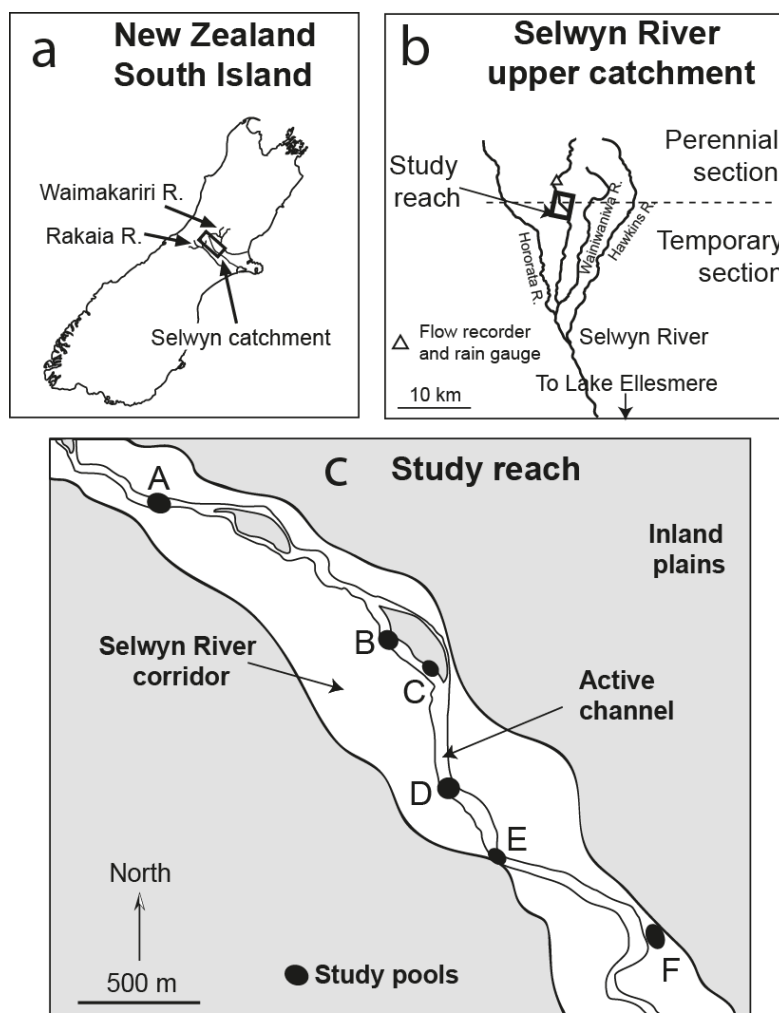 a
New Zealand
South Island
Waimakariri R.
Rakaia R.
Selwyn catchment
b
Selwyn River
upper catchment
Perennial
section
Study
reach
Temporary
section
Hororata R.
Wainiwaniwa R.
Hawkins R.
Flow recorder
and rain gauge
Selwyn River
10 km
To Lake Ellesmere
C Study reach
A
Inland
plains
B
Selwyn River
corridor
C
Active
channel
D
E
North
F
500 m
Study pools